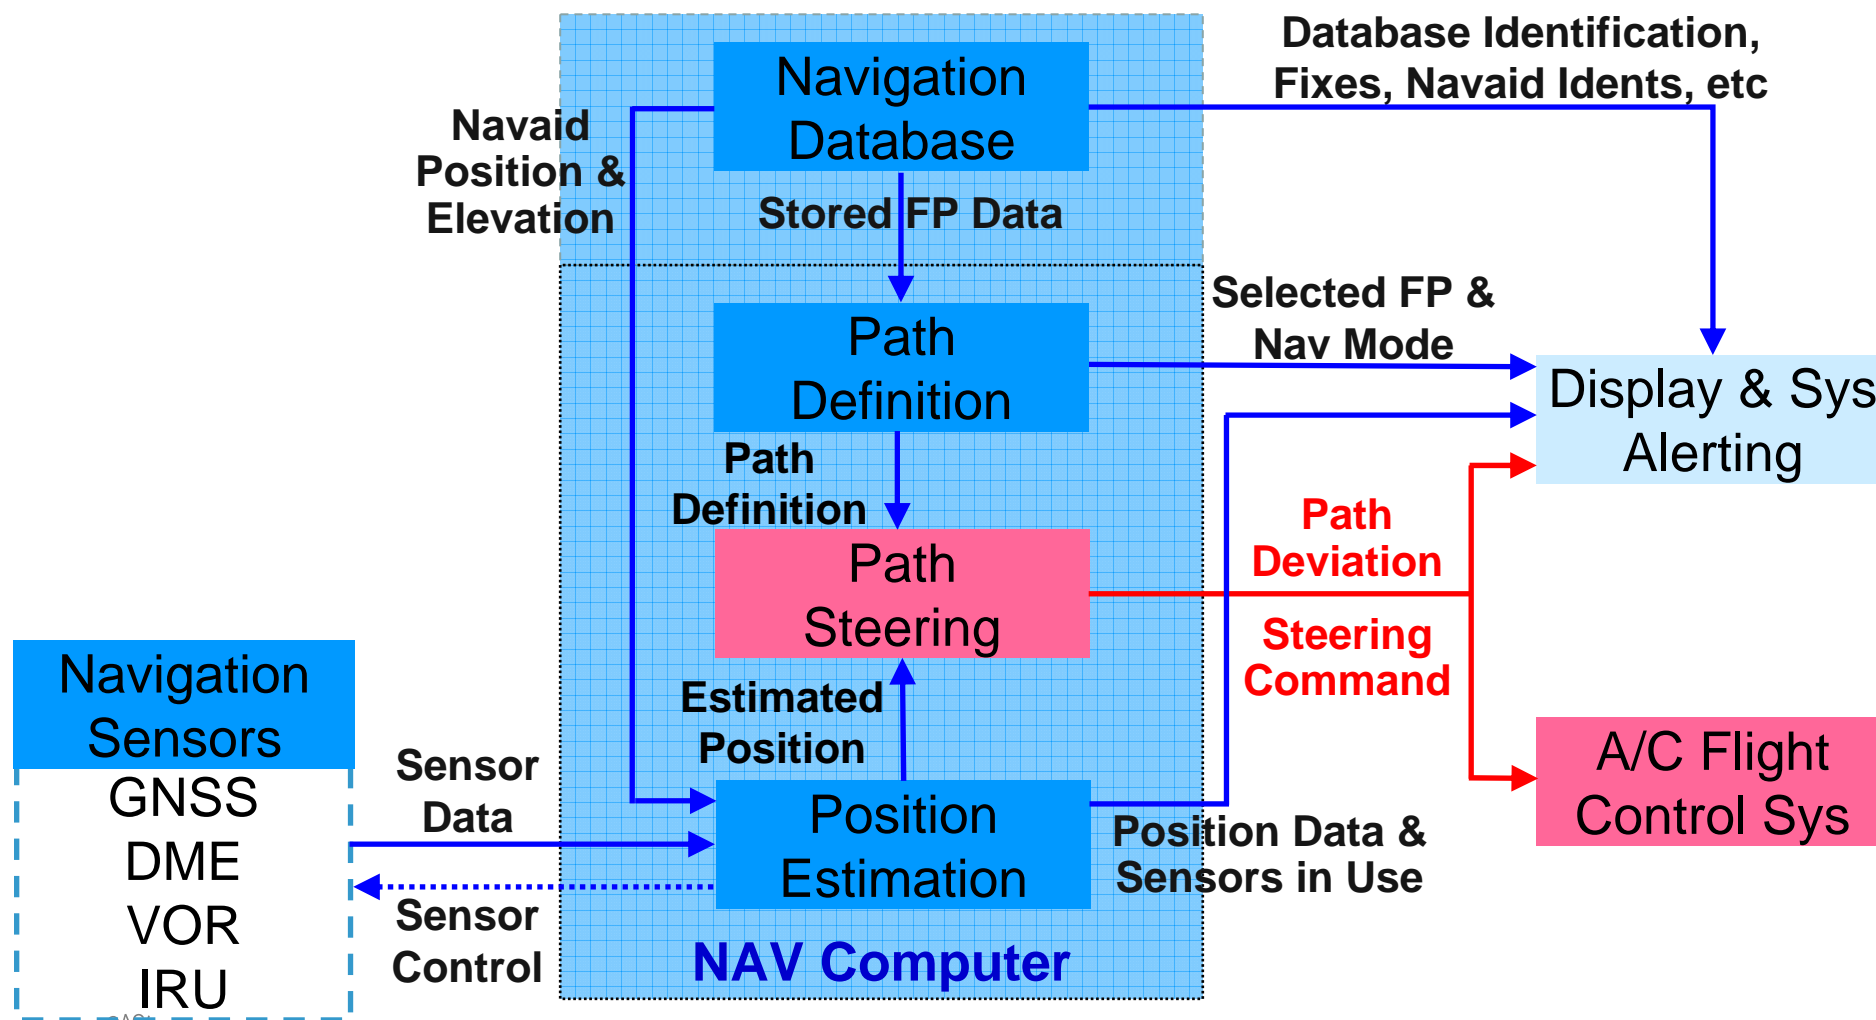 Database Identification,
Fixes, Navaid Idents, etc
Navigation
Database
Navaid
Position &
Elevation
Stored FP Data
Selected FP &
Nav Mode
Path
Definition
Display & Sys
Alerting
Path
Definition
Path
Deviation
Path
Steering
Steering
Command
Navigation
Sensors
GNSS
DME
VOR
IRU
Estimated
Position
Sensor
Data
A/C Flight
Control Sys
Position
Estimation
Position Data &
Sensors in Use
Sensor
Control
NAV Computer